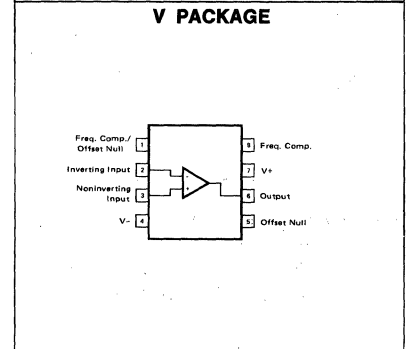 V PACKAGE
Freq. Comp./
Offset Null
1
8
Freq. Comp.
Inverting Input
2
-
7
V+
Noninverting
Input
3
+
6
Output
V-
4
5
Offset Null